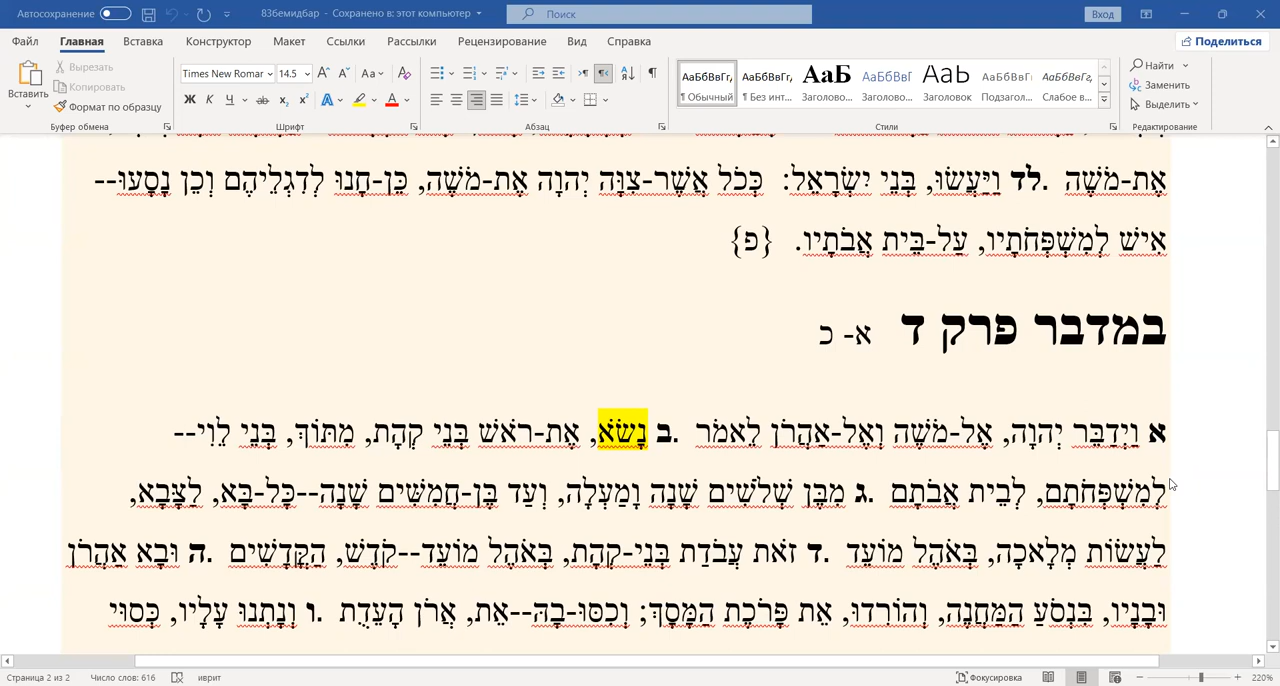 Автосохранение
83бемидбар - Сохранено в: этот компьютер
Поиск
Вход
Файл Главная Вставка Конструктор Макет Ссылки Рассылки Рецензирование Вид Справка
Поделиться
Вставить
Вырезать
Копировать
Формат по образцу
Буфер обмена
Times New Romar 14.5
Шрифт
Абзац
АаБбВвГг, АаБбВвГг, АаБ АаБбВвГ АаЬ АаБбВвГ АаБбВвГг,
¶ Обычный ¶ Без инт... Заголово... Заголово... Заголовок Подзагол... Слабое в...
Стили
Найти
Заменить
Выделить
Редактирование
אֶת-מֹשֶׁה .לד וַיַּעֲשׂוּ, בְּנֵי יִשְׂרָאֵל: כְּכֹל אֲשֶׁר-צִוָּה יְהוָה אֶת-מֹשֶׁה, כֵּן-חָנוּ לְדִגְלֵיהֶם וְכֵן נָסָעוּ--
אִישׁ לְמִשְׁפְּחֹתָיו, עַל-בֵּית אֲבֹתָיו. {פ}
במדבר פרק ד א- כ
א וַיְדַבֵּר יְהוָה, אֶל-מֹשֶׁה וְאֶל-אַהֲרֹן לֵאמֹר .ב נָשֹׂא, אֶת-רֹאשׁ בְּנֵי קְהָת, מִתּוֹךְ, בְּנֵי לֵוִי--
לְמִשְׁפְּחֹתָם, לְבֵית אֲבֹתָם .ג מִבֶּן שְׁלֹשִׁים שָׁנָה וָמַעְלָה, וְעַד בֶּן-חֲמִשִּׁים שָׁנָה--כָּל-בָּא, לַצָּבָא,
לַעֲשׂוֹת מְלָאכָה, בְּאֹהֶל מוֹעֵד .ד זֹאת עֲבֹדַת בְּנֵי-קְהָת, בְּאֹהֶל מוֹעֵד--קֹדֶשׁ, הַקֳּדָשִׁים .ה וּבָא אַהֲרֹן
וּבָנָיו, בִּנְסֹעַ הַמַּחֲנֶה, וְהוֹרִדוּ, אֵת פָּרֹכֶת הַמָּסָךְ; וְכִסּוּ-בָהּ--אֵת, אֲרֹן הָעֵדֻת .ו וְנָתְנוּ עָלָיו, כְּסוּי
Страница 2 из 2 Число слов: 616 иврит
Фокусировка
220%